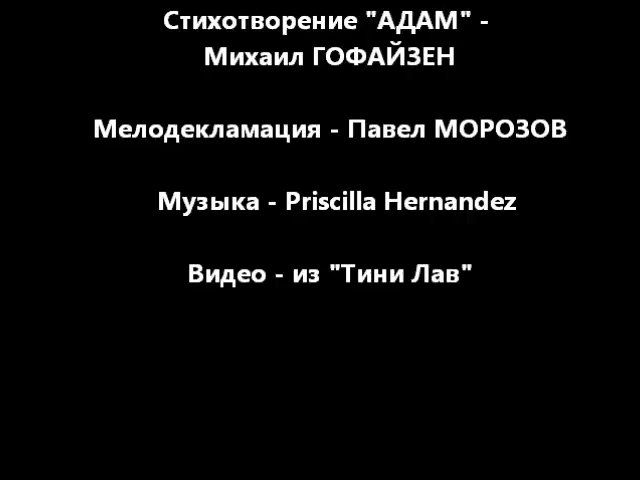 Стихотворение "АДАМ" -
Михаил ГОФАЙЗЕН
Мелодекламация - Павел МОРОЗОВ
Музыка - Priscilla Hernandez
Видео - из "Тини Лав"